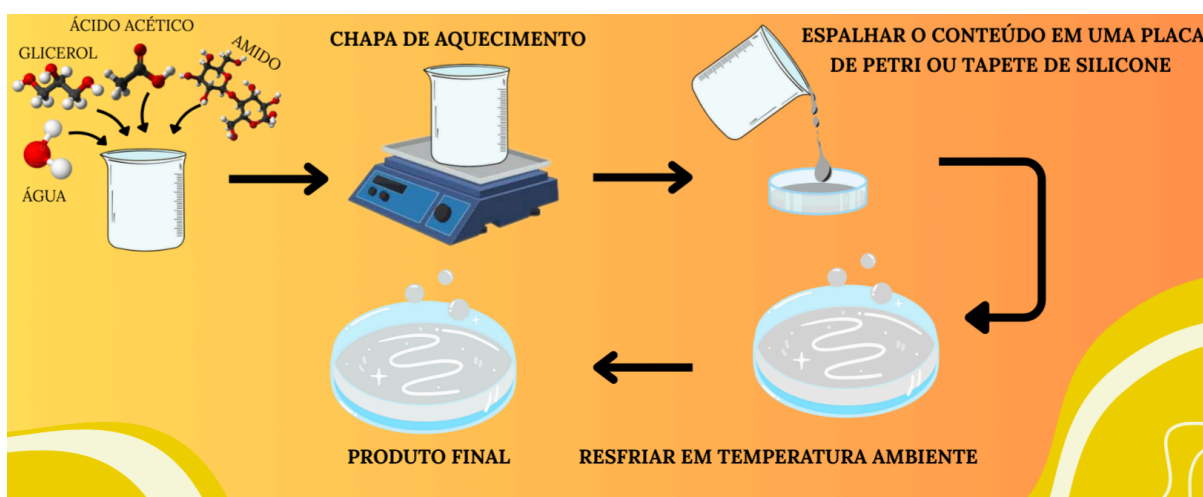 ÁCIDO ACÉTICO
GLICEROL
AMIDO
ÁGUA
CHAPA DE AQUECIMENTO
ESPALHAR O CONTEÚDO EM UMA PLACA
DE PETRI OU TAPETE DE SILICONE
RESFRIAR EM TEMPERATURA AMBIENTE
PRODUTO FINAL